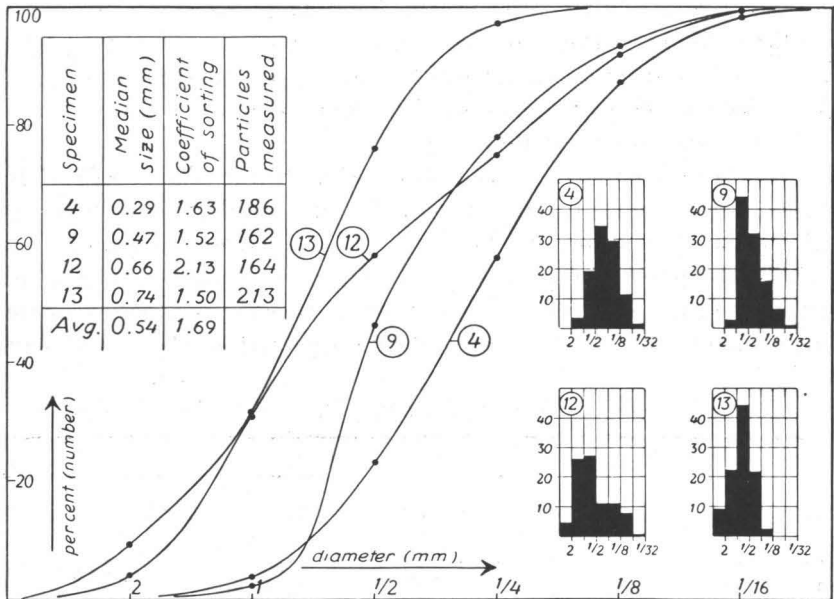 100
80
60
40
20
Specimen | Median size (mm) | Coefficient of sorting | Particles measured
4 | 0.29 | 1.63 | 186
9 | 0.47 | 1.52 | 162
12 | 0.66 | 2.13 | 164
13 | 0.74 | 1.50 | 213
Avg. | 0.54 | 1.69
13
12
9
4
percent (number)
diameter (mm)
2 1 1/2 1/4 1/8 1/16
4
40
30
20
10
2 1/2 1/8 1/32
9
40
30
20
10
2 1/2 1/8 1/32
12
40
30
20
10
2 1/2 1/8 1/32
13
40
30
20
10
2 1/2 1/8 1/32